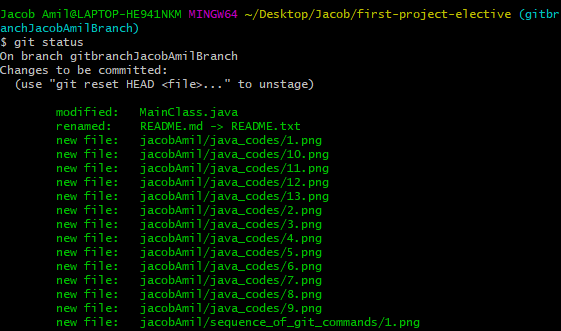 Jacob Amil@LAPTOP-HE941NKM MINGW64 ~/Desktop/Jacob/first-project-elective (gitbr
anchJacobAmilBranch)
$ git status
On branch gitbranchJacobAmilBranch
Changes to be committed:
  (use "git reset HEAD <file>..." to unstage)

        modified:   MainClass.java
        renamed:    README.md -> README.txt
        new file:   jacobAmil/java_codes/1.png
        new file:   jacobAmil/java_codes/10.png
        new file:   jacobAmil/java_codes/11.png
        new file:   jacobAmil/java_codes/12.png
        new file:   jacobAmil/java_codes/13.png
        new file:   jacobAmil/java_codes/2.png
        new file:   jacobAmil/java_codes/3.png
        new file:   jacobAmil/java_codes/4.png
        new file:   jacobAmil/java_codes/5.png
        new file:   jacobAmil/java_codes/6.png
        new file:   jacobAmil/java_codes/7.png
        new file:   jacobAmil/java_codes/8.png
        new file:   jacobAmil/java_codes/9.png
        new file:   jacobAmil/sequence_of_git_commands/1.png